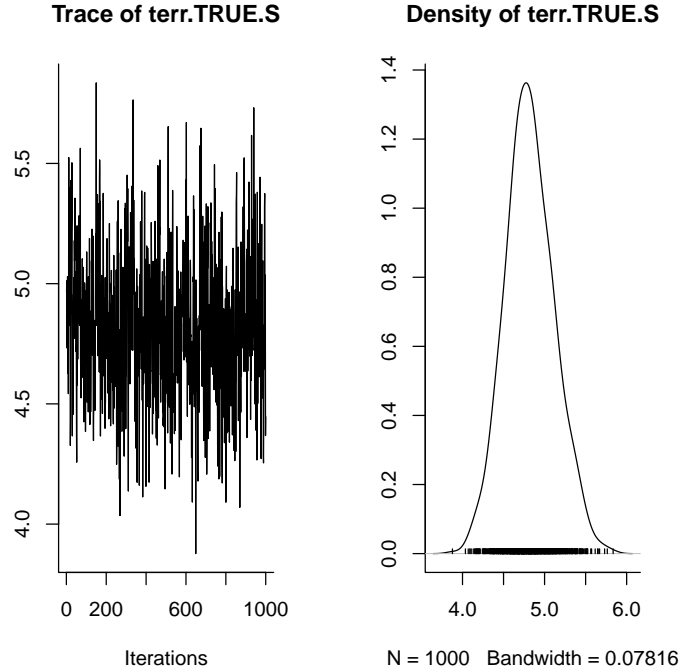 Trace of terr.TRUE.S
5.5
5.0
4.5
4.0
0 200 600 1000
Iterations
Density of terr.TRUE.S
1.4
1.2
1.0
0.8
0.6
0.4
0.2
0.0
4.0 5.0 6.0
N = 1000 Bandwidth = 0.07816